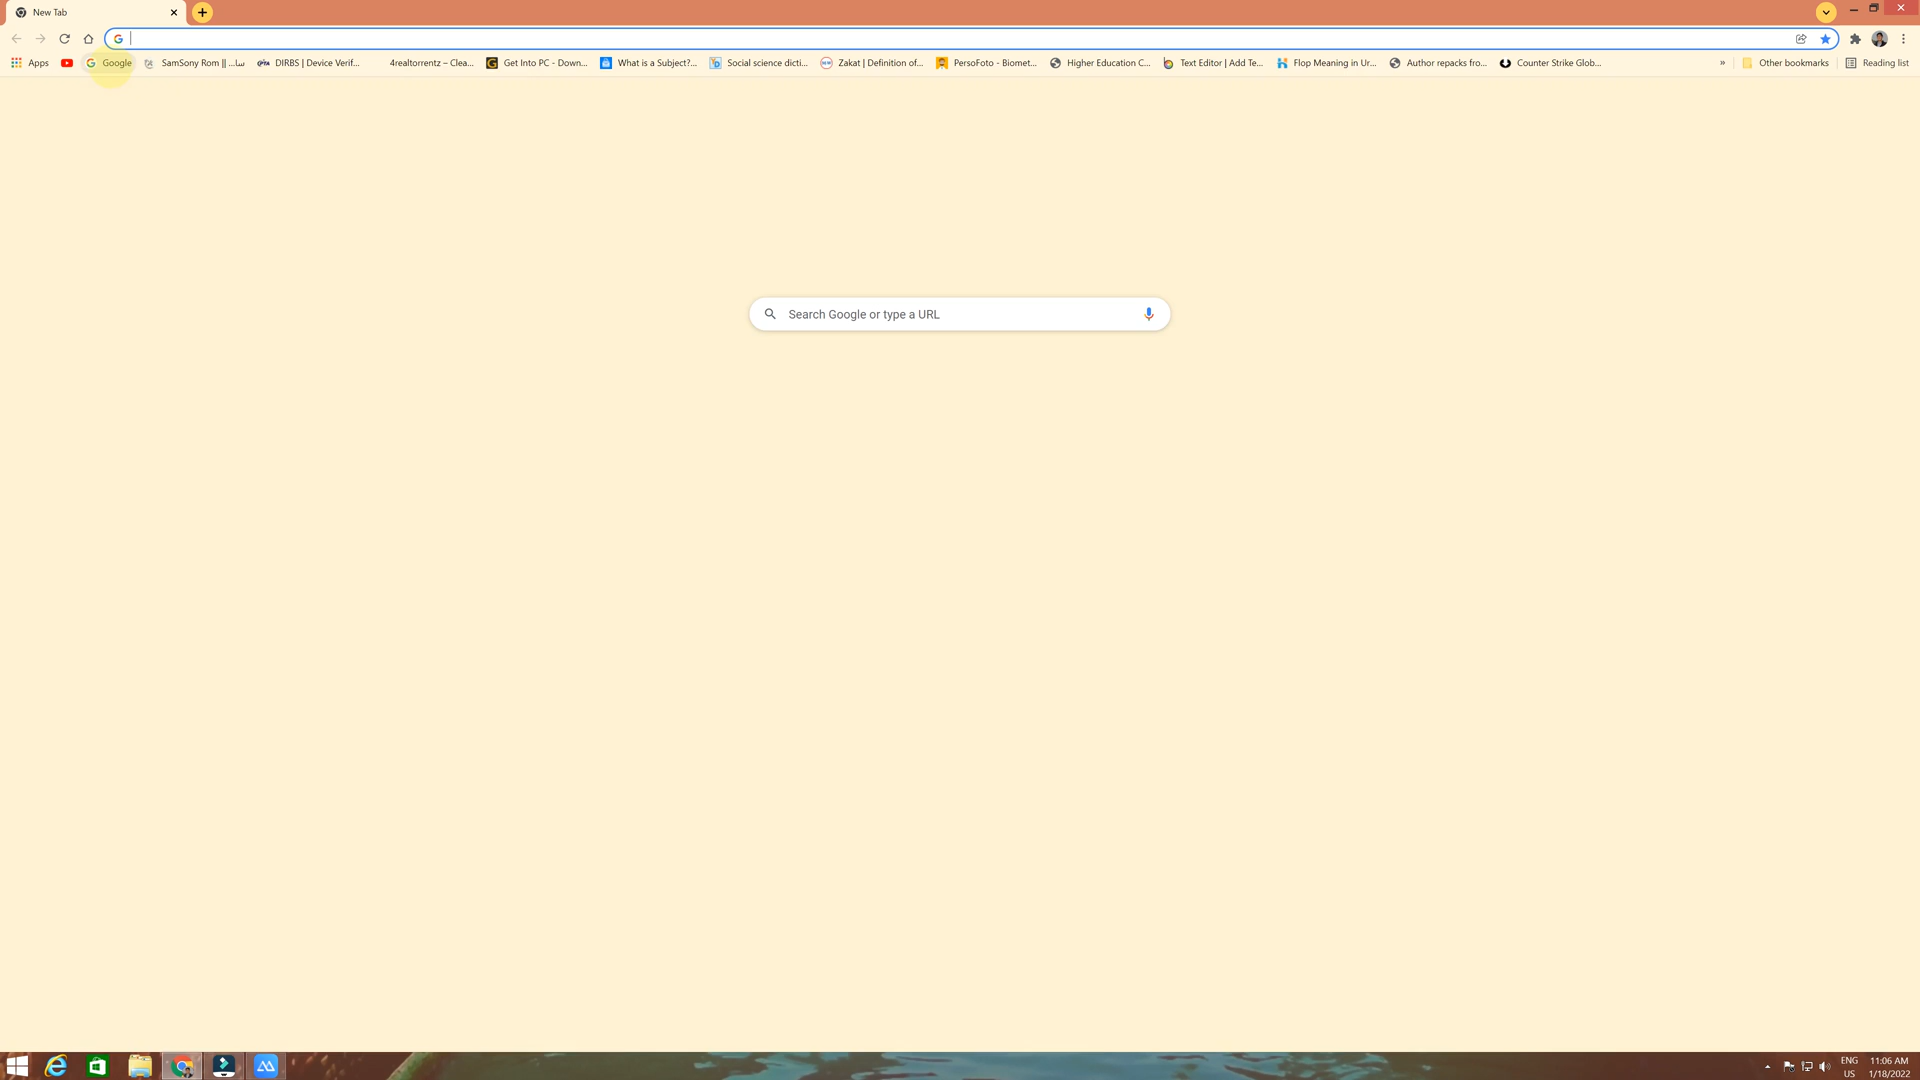 New Tab
Apps
Google
SamSony Rom || ...سا
DIRBS | Device Verif...
4realtorrentz – Clea...
Get Into PC - Down...
What is a Subject?...
Social science dicti...
Zakat | Definition of...
PersoFoto - Biomet...
Higher Education C...
Text Editor | Add Te...
Flop Meaning in Ur...
Author repacks fro...
Counter Strike Glob...
»
Other bookmarks
Reading list
Search Google or type a URL
ENG
US
11:06 AM
1/18/2022